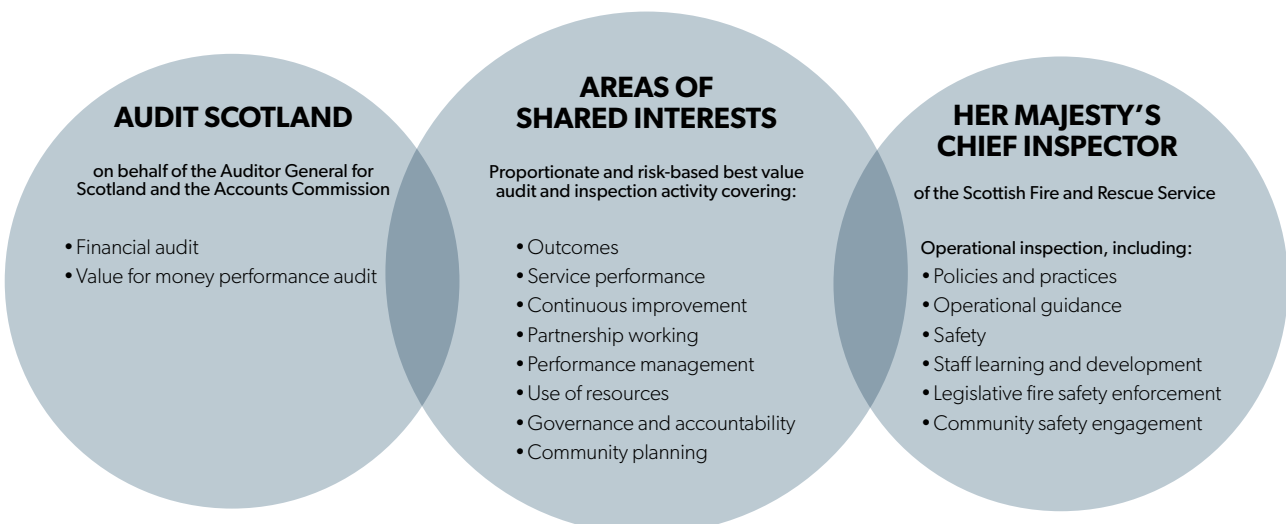 AUDIT SCOTLAND
on behalf of the Auditor General for
Scotland and the Accounts Commission
• Financial audit
• Value for money performance audit
AREAS OF
SHARED INTERESTS
Proportionate and risk-based best value
audit and inspection activity covering:
• Outcomes
• Service performance
• Continuous improvement
• Partnership working
• Performance management
• Use of resources
• Governance and accountability
• Community planning
HER MAJESTY’S
CHIEF INSPECTOR
of the Scottish Fire and Rescue Service
Operational inspection, including:
• Policies and practices
• Operational guidance
• Safety
• Staff learning and development
• Legislative fire safety enforcement
• Community safety engagement